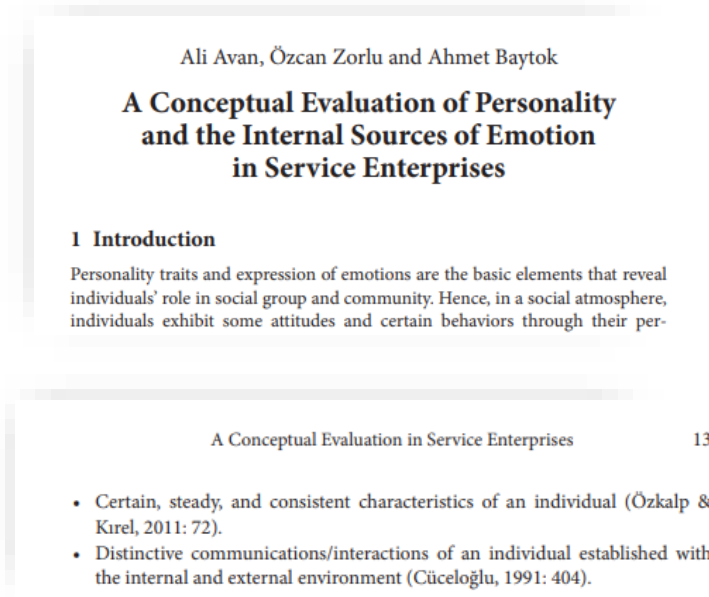 Ali Avan, Özcan Zorlu and Ahmet Baytok
A Conceptual Evaluation of Personality
and the Internal Sources of Emotion
in Service Enterprises
1 Introduction
Personality traits and expression of emotions are the basic elements that reveal
individuals' role in social group and community. Hence, in a social atmosphere,
individuals exhibit some attitudes and certain behaviors through their per-
A Conceptual Evaluation in Service Enterprises 13
• Certain, steady, and consistent characteristics of an individual (Özkalp &
Kırel, 2011: 72).
• Distinctive communications/interactions of an individual established with
the internal and external environment (Cüceloğlu, 1991: 404).